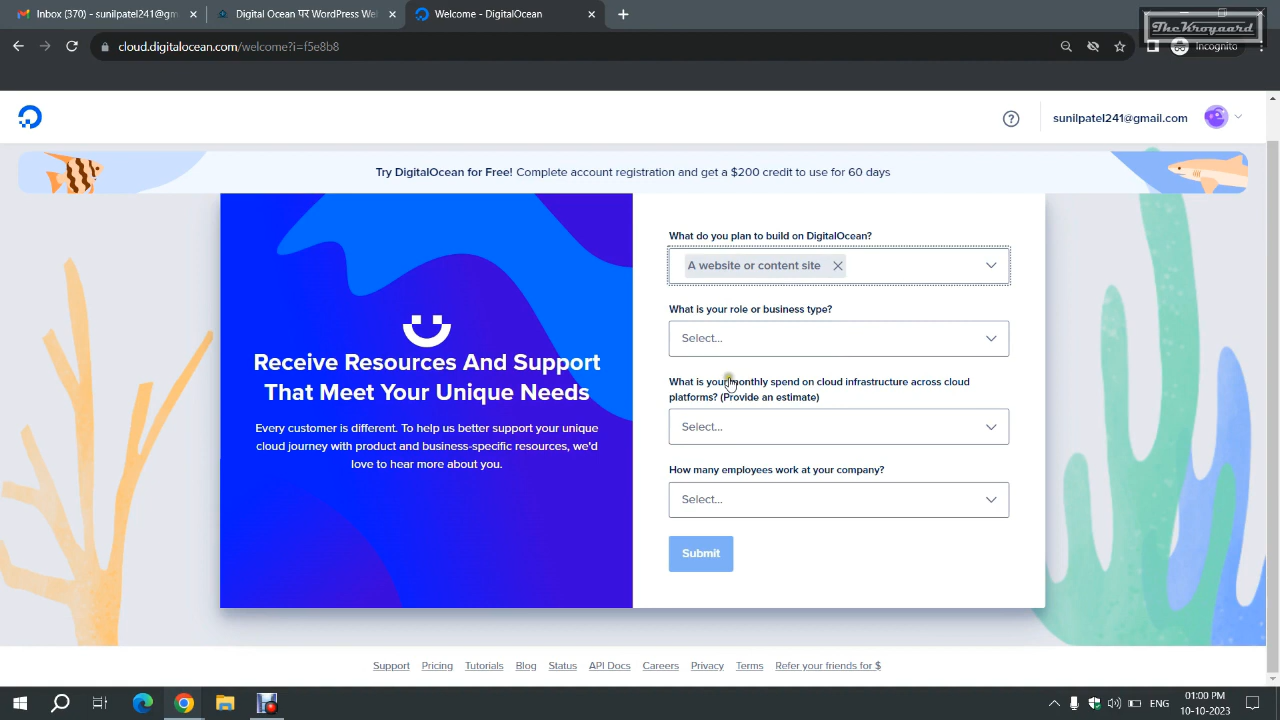 Inbox (370) - sunilpatel241@gm
Digital Ocean पर WordPress Wel
Welcome - DigitalOcean
TheKroyaard
cloud.digitalocean.com/welcome?i=fe2868
Incognito
sunilpatel241@gmail.com
Try DigitalOcean for Free! Complete account registration and get a $200 credit to use for 60 days
Receive Resources And Support
That Meet Your Unique Needs
Every customer is different. To help us better support your unique
cloud journey with product and business-specific resources, we'd
love to hear more about you.
What do you plan to build on DigitalOcean?
A website or content site
What is your role or business type?
Select...
What is your monthly spend on cloud infrastructure across cloud
platforms? (Provide an estimate)
Select...
How many employees work at your company?
Select...
Submit
Support Pricing Tutorials Blog Status API Docs Careers Privacy Terms Refer your friends for $
ENG
01:00 PM
10-10-2023